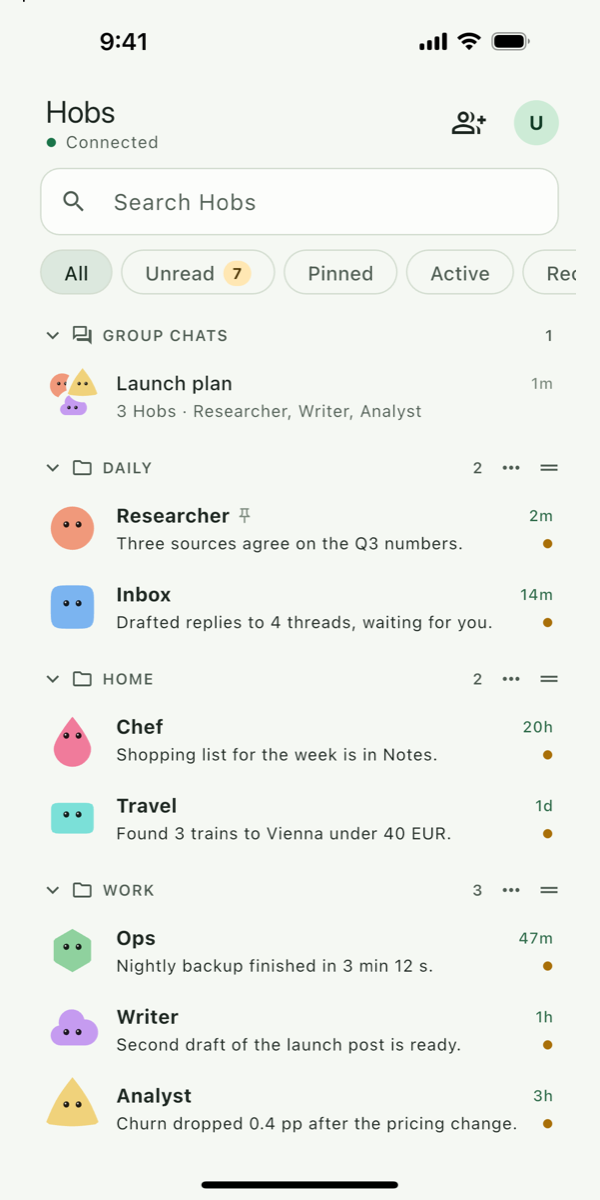 9:41
Hobs
Connected
U
Search Hobs
All
Unread 7
Pinned
Active
GROUP CHATS 1
Launch plan 1m
3 Hobs · Researcher, Writer, Analyst
DAILY 2
Researcher 2m
Three sources agree on the Q3 numbers.
Inbox 14m
Drafted replies to 4 threads, waiting for you.
HOME 2
Chef 20h
Shopping list for the week is in Notes.
Travel 1d
Found 3 trains to Vienna under 40 EUR.
WORK 3
Ops 47m
Nightly backup finished in 3 min 12 s.
Writer 1h
Second draft of the launch post is ready.
Analyst 3h
Churn dropped 0.4 pp after the pricing change.